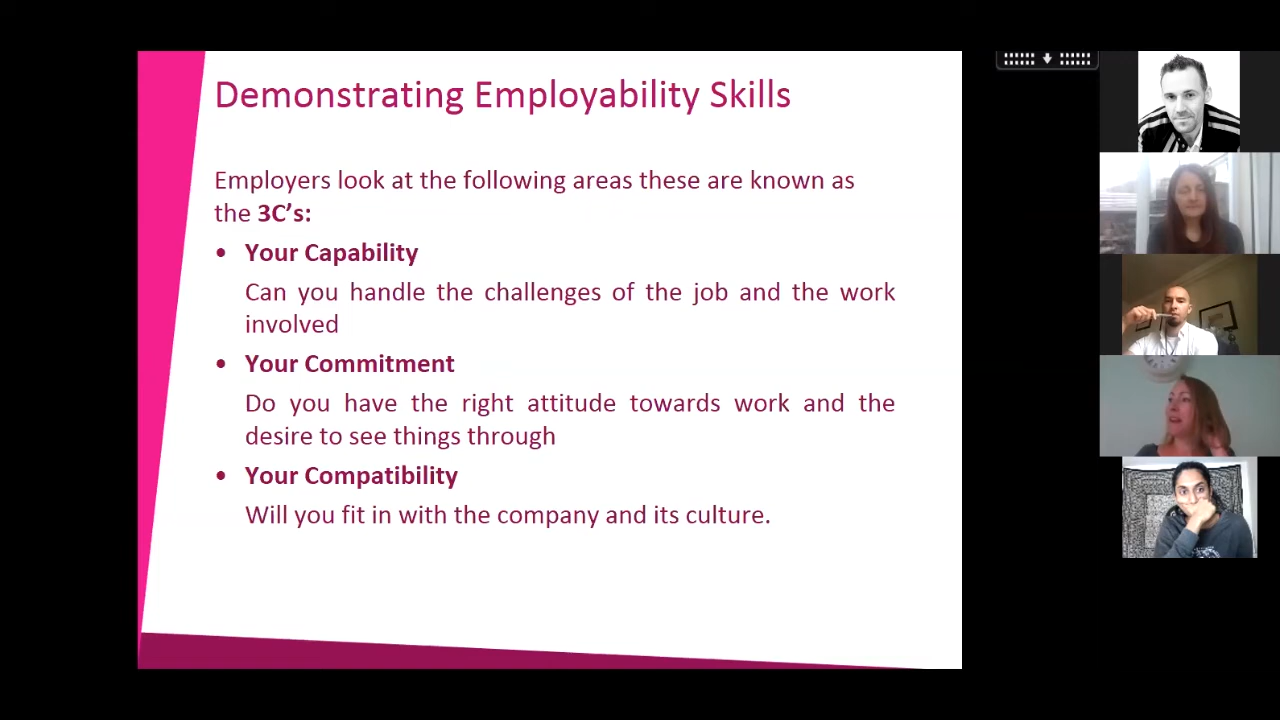 Demonstrating Employability Skills
Employers look at the following areas these are known as
the 3C's:
• Your Capability
Can you handle the challenges of the job and the work
involved
• Your Commitment
Do you have the right attitude towards work and the
desire to see things through
• Your Compatibility
Will you fit in with the company and its culture.